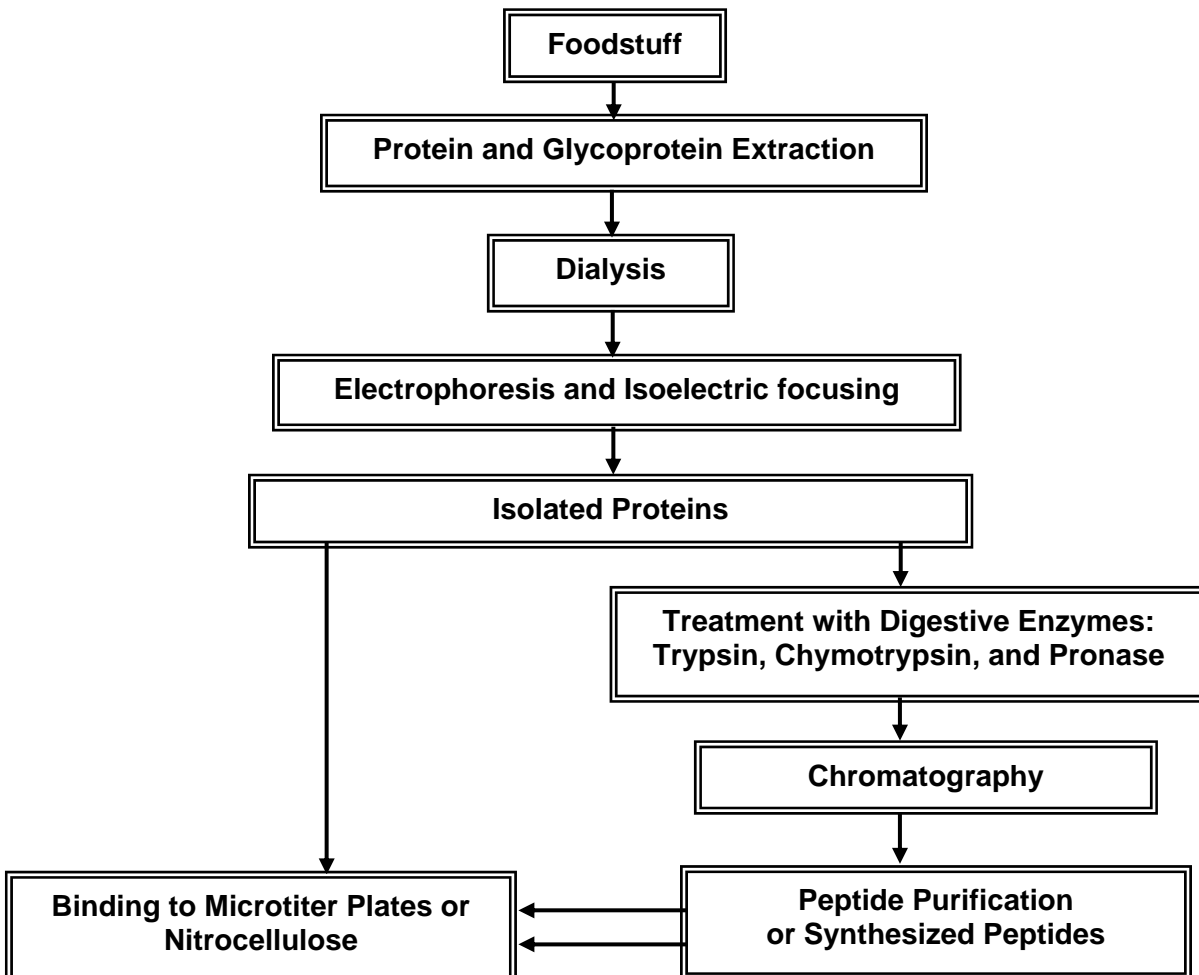 Foodstuff
Protein and Glycoprotein Extraction
Dialysis
Electrophoresis and Isoelectric focusing
Isolated Proteins
Treatment with Digestive Enzymes:
Trypsin, Chymotrypsin, and Pronase
Chromatography
Peptide Purification
or Synthesized Peptides
Binding to Microtiter Plates or
Nitrocellulose